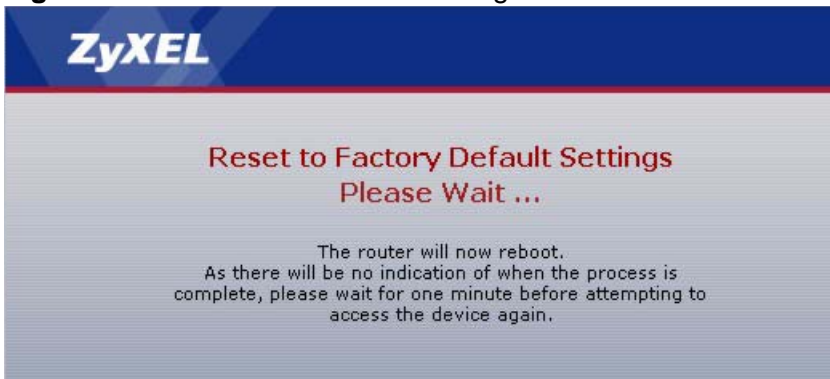 ZyXEL
Reset to Factory Default Settings
Please Wait ...
The router will now reboot.
As there will be no indication of when the process is
complete, please wait for one minute before attempting to
access the device again.